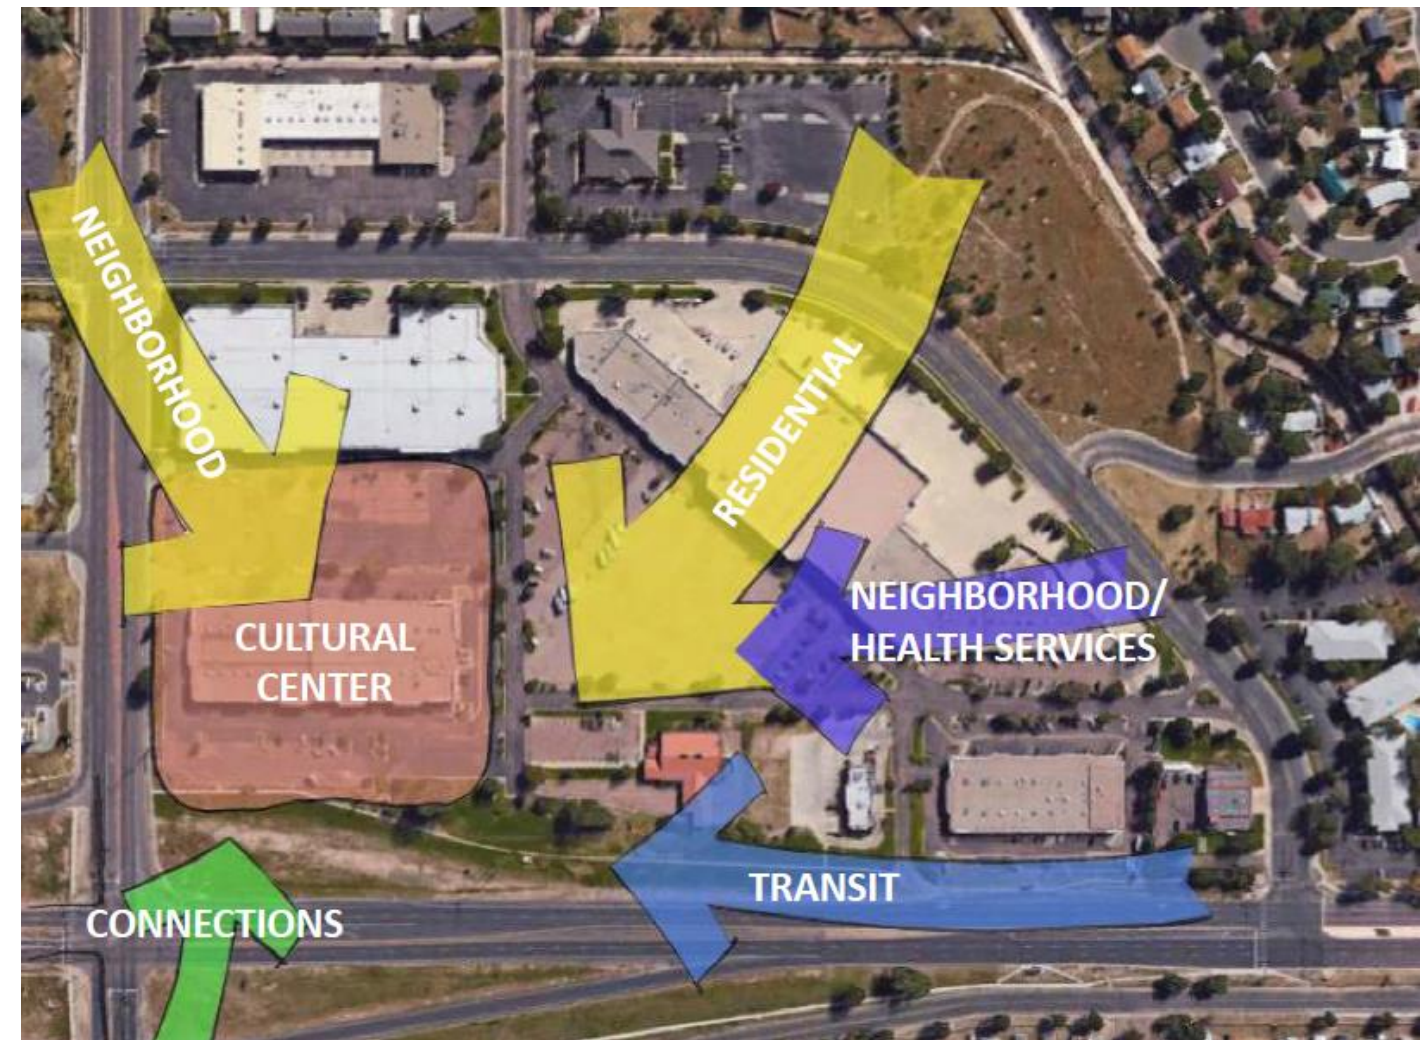 NEIGHBORHOOD
RESIDENTIAL
NEIGHBORHOOD/
HEALTH SERVICES
CULTURAL
CENTER
TRANSIT
CONNECTIONS